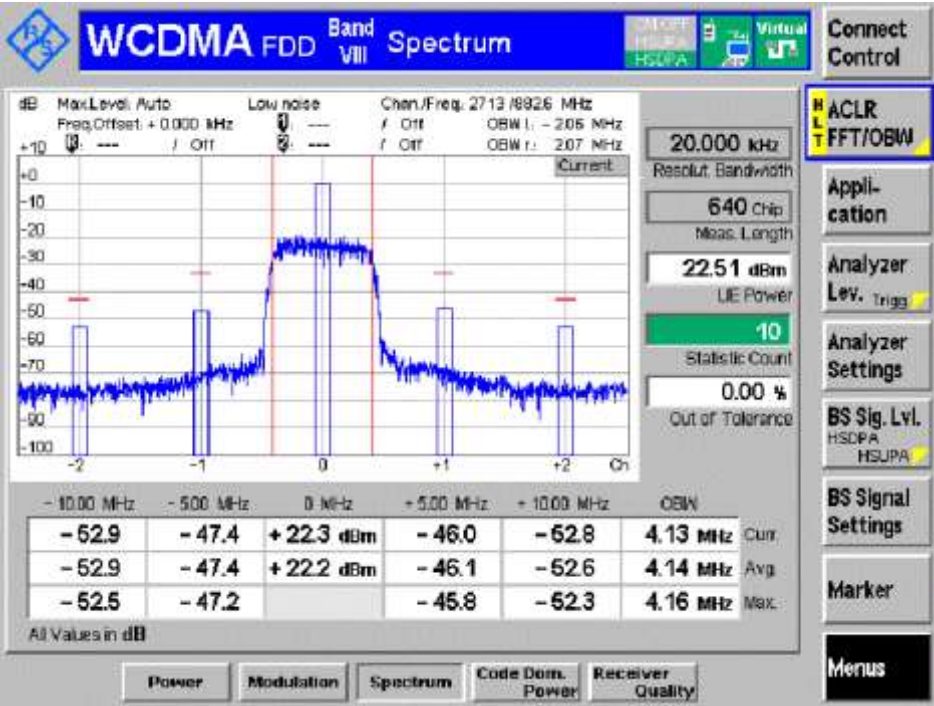 R&S
WCDMA FDD Band VIII Spectrum
HSDPA
Virtual
Connect Control
dB Max.Level: Auto Low noise Chan./Freq.: 2713 /892.6 MHz
Freq.Offset: + 0.000 kHz 1: --- / Off OBW l.: - 2.06 MHz
R: --- / Off 2: --- / Off OBW r.: 2.07 MHz
Current
+10
+0
-10
-20
-30
-40
-50
-60
-70
-90
-100
-2 -1 0 +1 +2 Ch
20.000 kHz
Resolut. Bandwidth
640 Chip
Meas. Length
22.51 dBm
UE Power
10
Statistic Count
0.00 %
Out of Tolerance
- 10.00 MHz - 5.00 MHz 0 MHz + 5.00 MHz + 10.00 MHz OBW
- 52.9 - 47.4 + 22.3 dBm - 46.0 - 52.8 4.13 MHz Curr.
- 52.9 - 47.4 + 22.2 dBm - 46.1 - 52.6 4.14 MHz Avg.
- 52.5 - 47.2 - 45.8 - 52.3 4.16 MHz Max.
All Values in dB
HLT
ACLR
FFT/OBW
Appli-
cation
Analyzer
Lev. Trigg.
Analyzer
Settings
BS Sig. Lvl.
HSDPA
HSUPA
BS Signal
Settings
Marker
Menus
Power
Modulation
Spectrum
Code Dom.
Power
Receiver
Quality